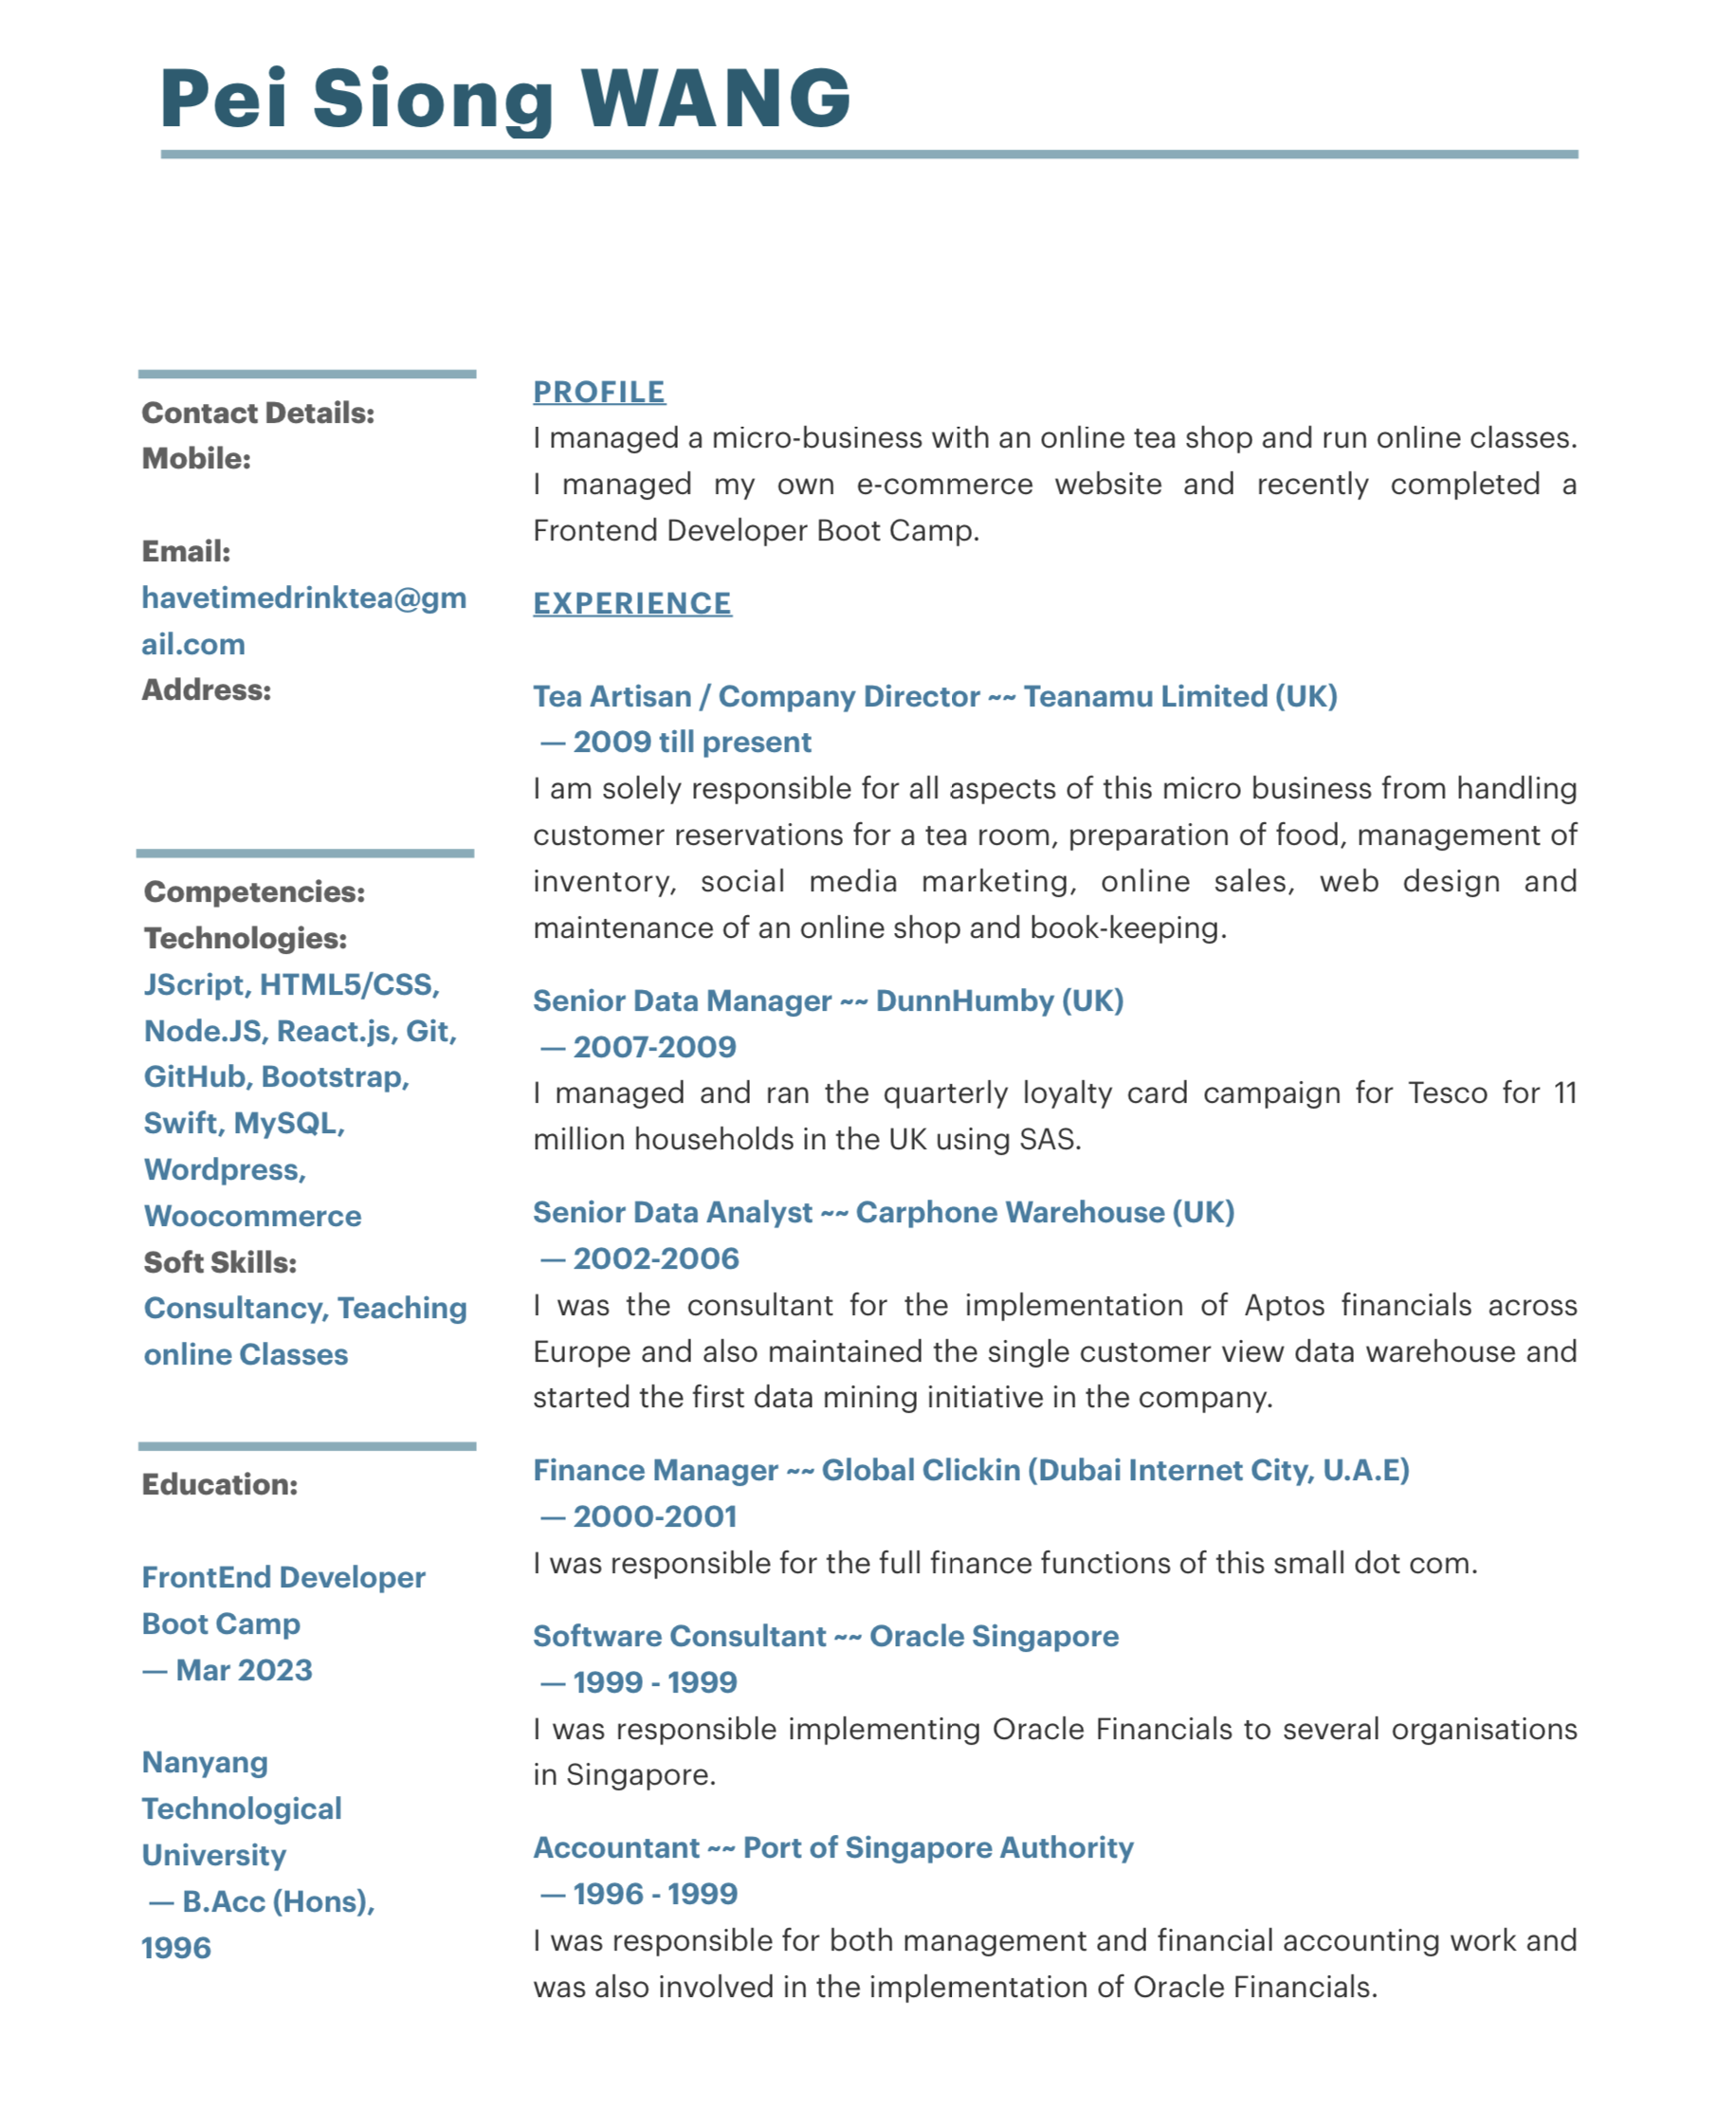 Pei Siong WANG
Contact Details:
Mobile:
Email:
havetimedrinktea@gm
ail.com
Address:
Competencies:
Technologies:
JScript, HTML5/CSS,
Node.JS, React.js, Git,
GitHub, Bootstrap,
Swift, MySQL,
Wordpress,
Woocommerce
Soft Skills:
Consultancy, Teaching
online Classes
Education:
FrontEnd Developer
Boot Camp
— Mar 2023
Nanyang
Technological
University
— B.Acc (Hons),
1996
PROFILE
I managed a micro-business with an online tea shop and run online classes.
I managed my own e-commerce website and recently completed a
Frontend Developer Boot Camp.
EXPERIENCE
Tea Artisan / Company Director ~~ Teanamu Limited (UK)
— 2009 till present
I am solely responsible for all aspects of this micro business from handling
customer reservations for a tea room, preparation of food, management of
inventory, social media marketing, online sales, web design and
maintenance of an online shop and book-keeping.
Senior Data Manager ~~ DunnHumby (UK)
— 2007-2009
I managed and ran the quarterly loyalty card campaign for Tesco for 11
million households in the UK using SAS.
Senior Data Analyst ~~ Carphone Warehouse (UK)
— 2002-2006
I was the consultant for the implementation of Aptos financials across
Europe and also maintained the single customer view data warehouse and
started the first data mining initiative in the company.
Finance Manager ~~ Global Clickin (Dubai Internet City, U.A.E)
— 2000-2001
I was responsible for the full finance functions of this small dot com.
Software Consultant ~~ Oracle Singapore
— 1999 - 1999
I was responsible implementing Oracle Financials to several organisations
in Singapore.
Accountant ~~ Port of Singapore Authority
— 1996 - 1999
I was responsible for both management and financial accounting work and
was also involved in the implementation of Oracle Financials.